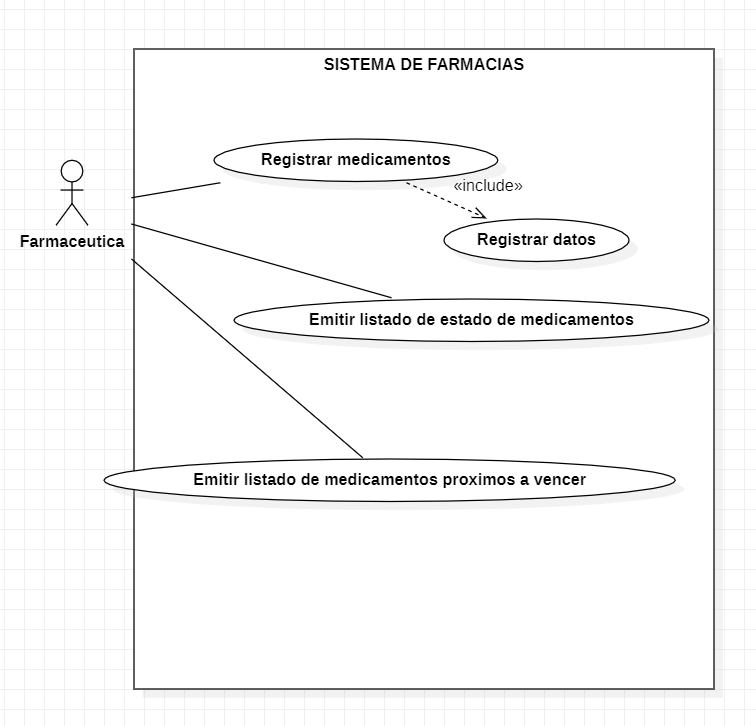 SISTEMA DE FARMACIAS
Registrar medicamentos
«include»
Registrar datos
Farmaceutica
Emitir listado de estado de medicamentos
Emitir listado de medicamentos proximos a vencer